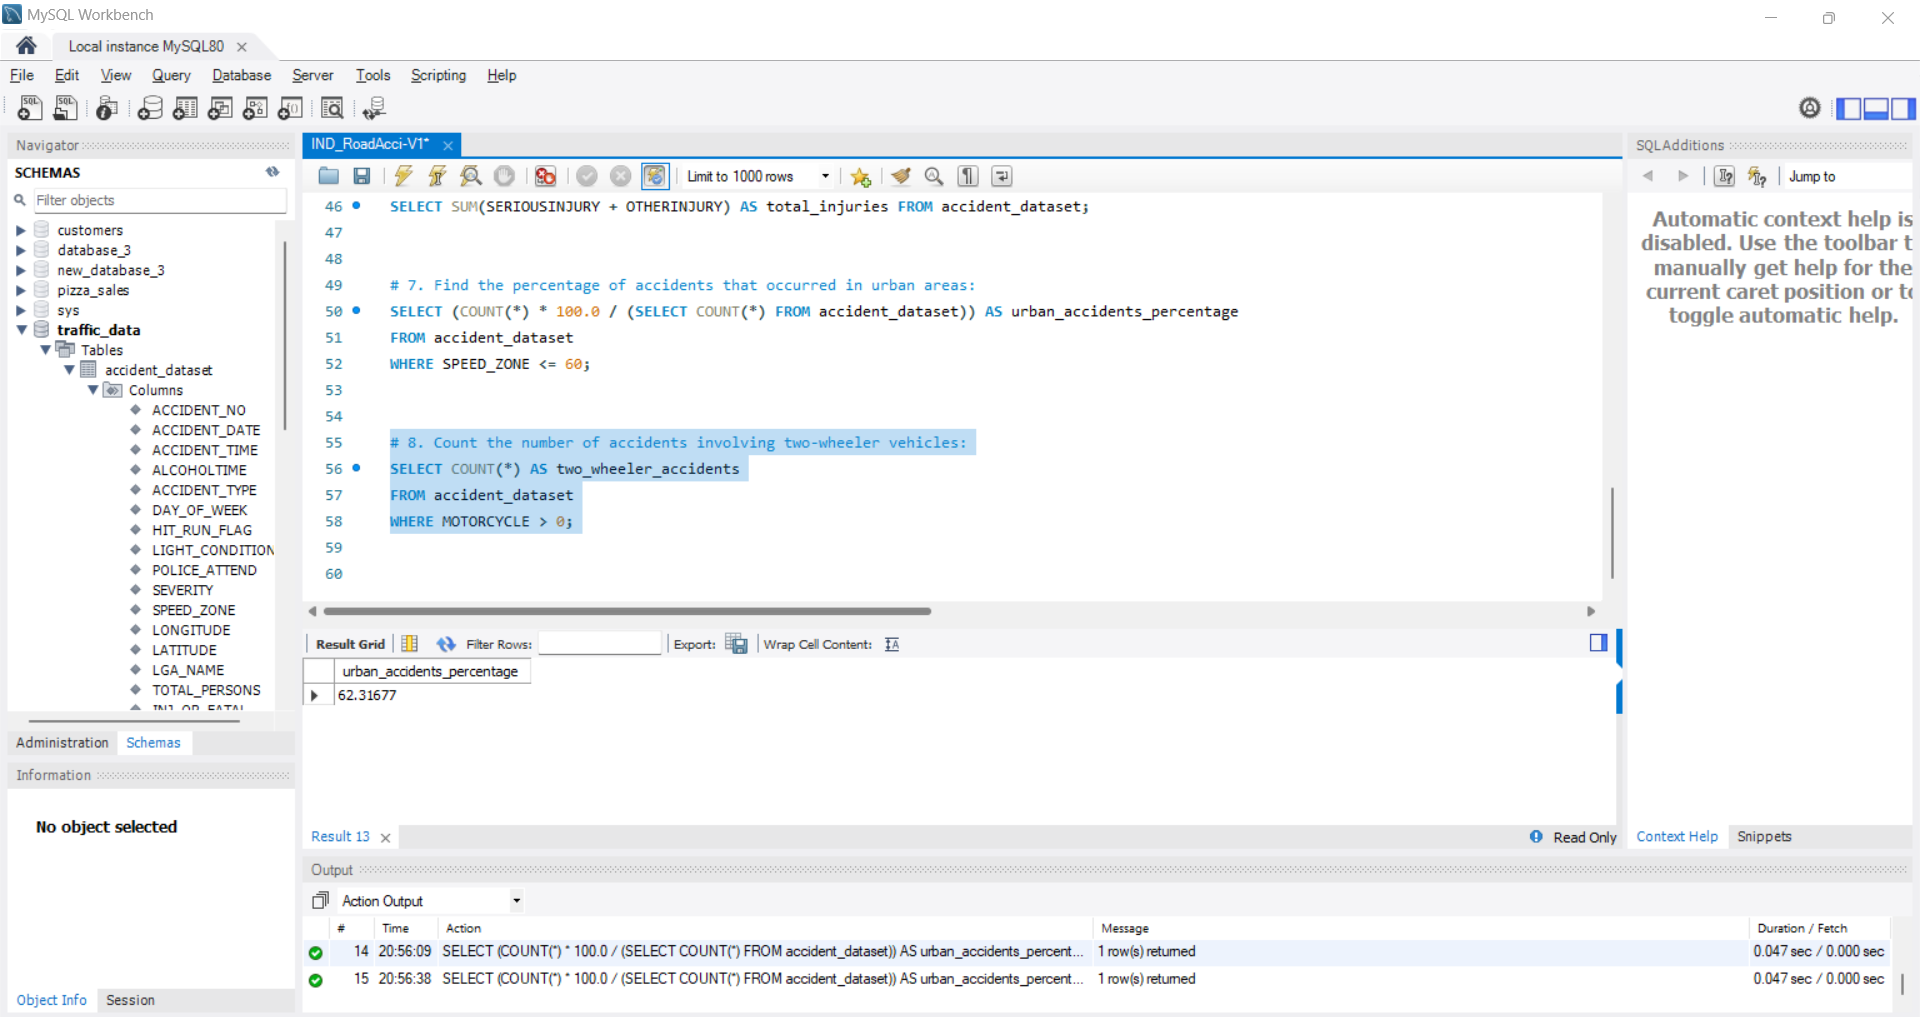 MySQL Workbench
Local instance MySQL80
File Edit View Query Database Server Tools Scripting Help
Navigator
SCHEMAS
Filter objects
customers
database_3
new_database_3
pizza_sales
sys
traffic_data
Tables
accident_dataset
Columns
ACCIDENT_NO
ACCIDENT_DATE
ACCIDENT_TIME
ALCOHOLTIME
ACCIDENT_TYPE
DAY_OF_WEEK
HIT_RUN_FLAG
LIGHT_CONDITION
POLICE_ATTEND
SEVERITY
SPEED_ZONE
LONGITUDE
LATITUDE
LGA_NAME
TOTAL_PERSONS
Administration Schemas
Information
No object selected
Object Info Session
IND_RoadAcci-V1*
Limit to 1000 rows
46 SELECT SUM(SERIOUSINJURY + OTHERINJURY) AS total_injuries FROM accident_dataset;
47
48
49 # 7. Find the percentage of accidents that occurred in urban areas:
50 SELECT (COUNT(*) * 100.0 / (SELECT COUNT(*) FROM accident_dataset)) AS urban_accidents_percentage
51 FROM accident_dataset
52 WHERE SPEED_ZONE <= 60;
53
54
55 # 8. Count the number of accidents involving two-wheeler vehicles:
56 SELECT COUNT(*) AS two_wheeler_accidents
57 FROM accident_dataset
58 WHERE MOTORCYCLE > 0;
59
60
Result Grid Filter Rows: Export: Wrap Cell Content:
urban_accidents_percentage
62.31677
Result 13 Read Only
Output
Action Output
# Time Action Message Duration / Fetch
14 20:56:09 SELECT (COUNT(*) * 100.0 / (SELECT COUNT(*) FROM accident_dataset)) AS urban_accidents_percent... 1 row(s) returned 0.047 sec / 0.000 sec
15 20:56:38 SELECT (COUNT(*) * 100.0 / (SELECT COUNT(*) FROM accident_dataset)) AS urban_accidents_percent... 1 row(s) returned 0.047 sec / 0.000 sec
SQLAdditions
Jump to
Automatic context help is
disabled. Use the toolbar t
manually get help for the
current caret position or to
toggle automatic help.
Context Help Snippets